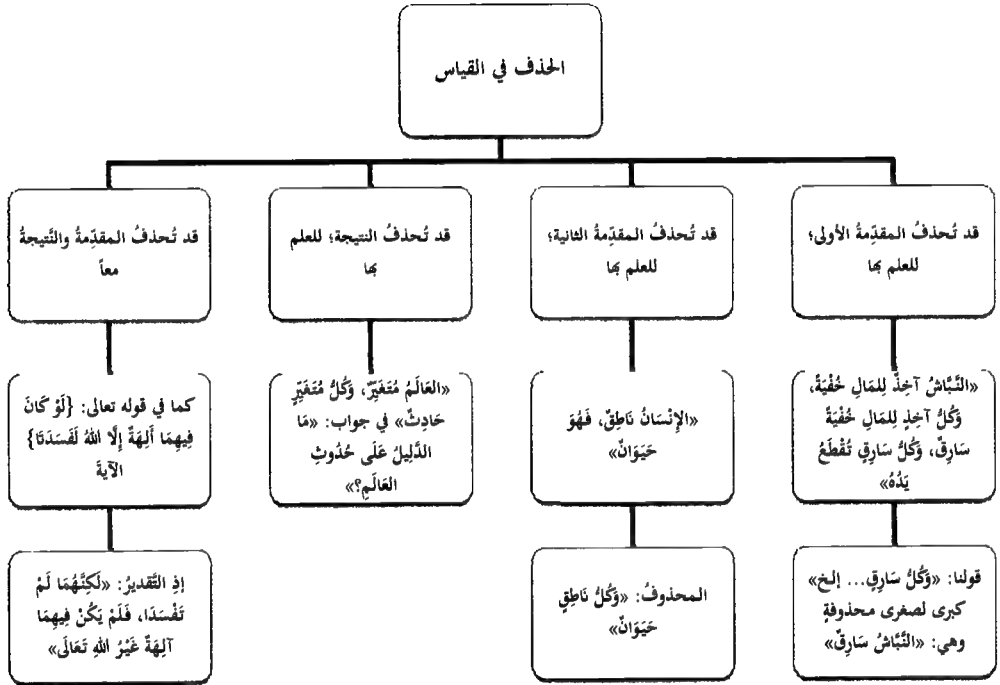 الحذف في القياس
قد تُحذفُ المقدِّمةُ الأولى؛
للعلم بها
قد تُحذفُ المقدِّمةُ الثانية؛
للعلم بها
قد تُحذفُ النتيجة؛ للعلم
بها
قد تُحذفُ المقدِّمةُ والنَّتيجةُ
معاً
«النَّبَّاشُ آخِذٌ لِلمَالِ خُفْيَةً،
وَكُلُّ آخِذٍ لِلمَالِ خُفْيَةً
سَارِقٌ، وَكُلُّ سَارِقٍ تُقْطَعُ
يَدُهُ»
«الإِنْسَانُ نَاطِقٌ، فَهُوَ
حَيَوَانٌ»
«العَالَمُ مُتَغَيِّرٌ، وَكُلُّ مُتَغَيِّرٍ
حَادِثٌ» في جواب: «مَا
الدَّلِيلُ عَلَى حُدُوثِ
العَالَمِ؟»
كما في قوله تعالى: {لَوْ كَانَ
فِيهِمَا أَلِهَةٌ إِلَّا اللهُ لَفَسَدَتَا}
الآيةَ
قولنا: «وَكُلُّ سَارِقٍ... إلخ»
كبرى لصغرى محذوفةٍ
وهي: «النَّبَّاشُ سَارِقٌ»
المحذوفُ: «وَكُلُّ نَاطِقٍ
حَيَوَانٌ»
إذِ التَّقديرُ: «لَكِنَّهُمَا لَمْ
تَفْسَدَا، فَلَمْ يَكُنْ فِيهِمَا
آلِهَةٌ غَيْرُ اللهِ تَعَالَى»